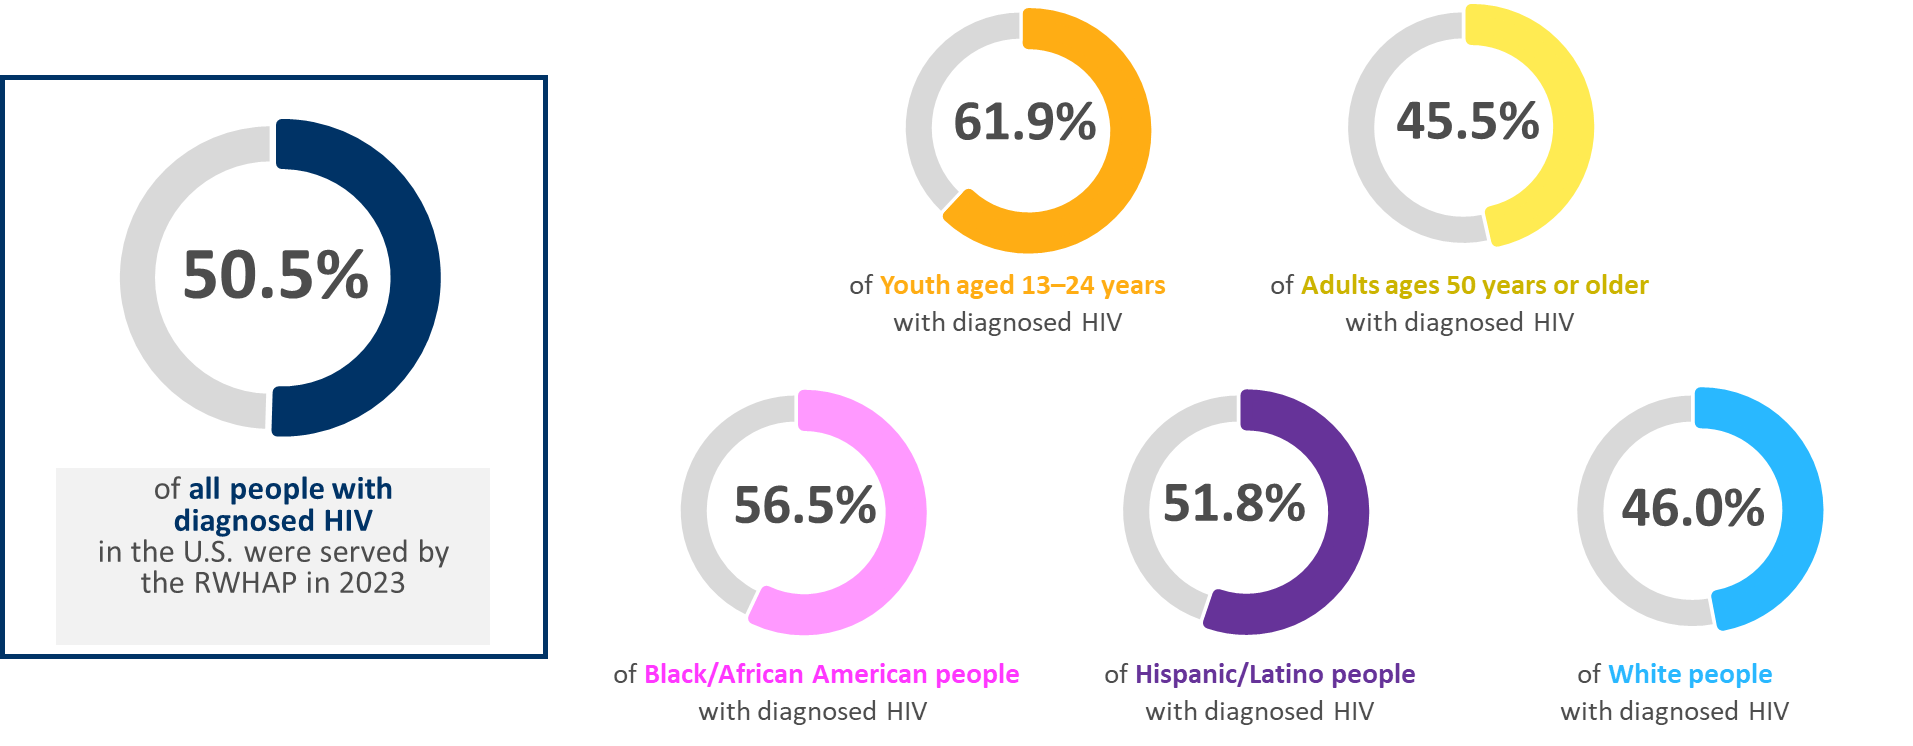 50.5%
of all people with
diagnosed HIV
in the U.S. were served by
the RWHAP in 2023
61.9%
of Youth aged 13–24 years
with diagnosed HIV
45.5%
of Adults ages 50 years or older
with diagnosed HIV
56.5%
of Black/African American people
with diagnosed HIV
51.8%
of Hispanic/Latino people
with diagnosed HIV
46.0%
of White people
with diagnosed HIV